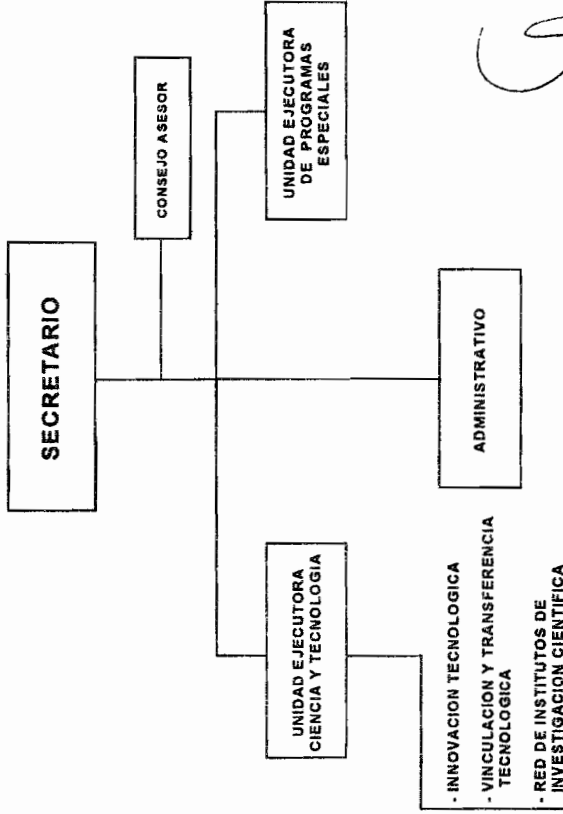 SECRETARIO
CONSEJO ASESOR
UNIDAD EJECUTORA
CIENCIA Y TECNOLOGIA
UNIDAD EJECUTORA
DE PROGRAMAS
ESPECIALES
ADMINISTRATIVO
- INNOVACION TECNOLOGICA
- VINCULACION Y TRANSFERENCIA
TECNOLOGICA
- RED DE INSTITUTOS DE
INVESTIGACION CIENTIFICA